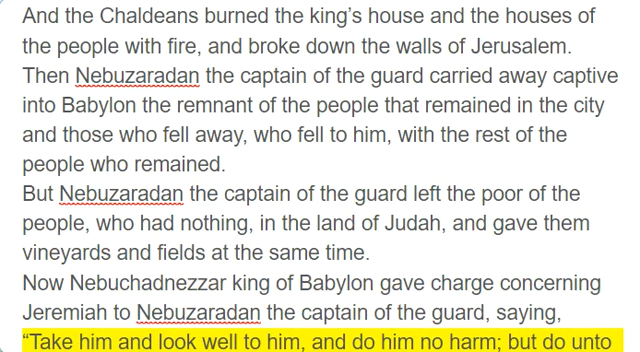 And the Chaldeans burned the king’s house and the houses of
the people with fire, and broke down the walls of Jerusalem.
Then Nebuzaradan the captain of the guard carried away captive
into Babylon the remnant of the people that remained in the city
and those who fell away, who fell to him, with the rest of the
people who remained.
But Nebuzaradan the captain of the guard left the poor of the
people, who had nothing, in the land of Judah, and gave them
vineyards and fields at the same time.
Now Nebuchadnezzar king of Babylon gave charge concerning
Jeremiah to Nebuzaradan the captain of the guard, saying,
“Take him and look well to him, and do him no harm; but do unto